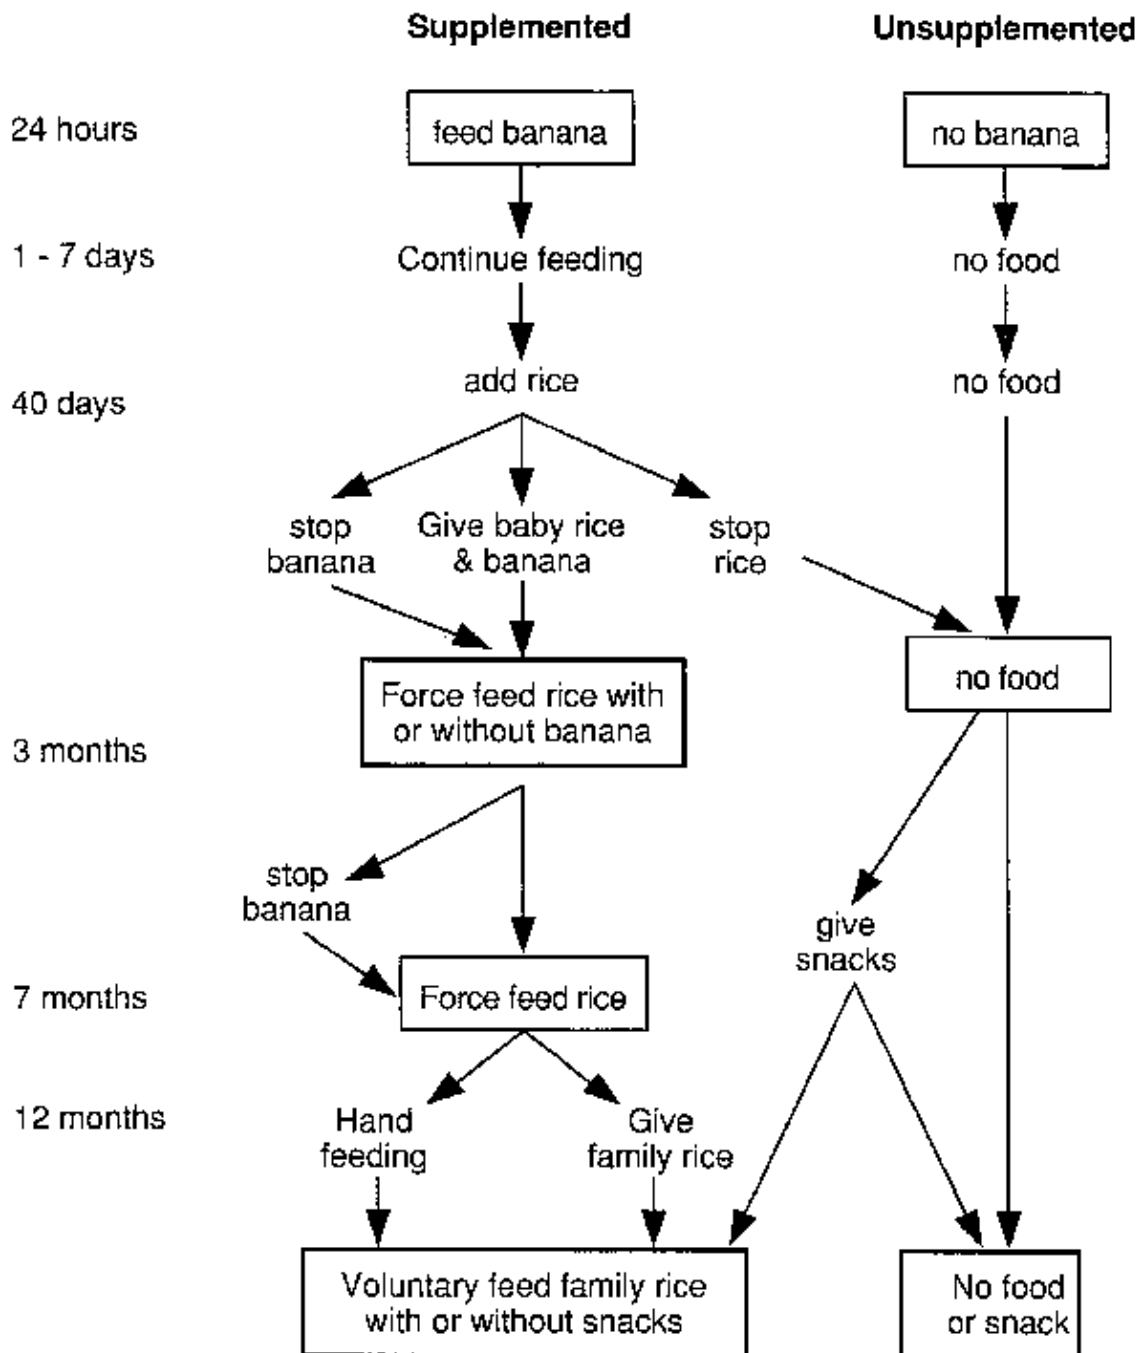 Supplemented
Unsupplemented
24 hours
feed banana
no banana
1 - 7 days
Continue feeding
no food
40 days
add rice
no food
stop
banana
Give baby rice
& banana
stop
rice
Force feed rice with
or without banana
no food
3 months
stop
banana
give
snacks
7 months
Force feed rice
12 months
Hand
feeding
Give
family rice
Voluntary feed family rice
with or without snacks
No food
or snack